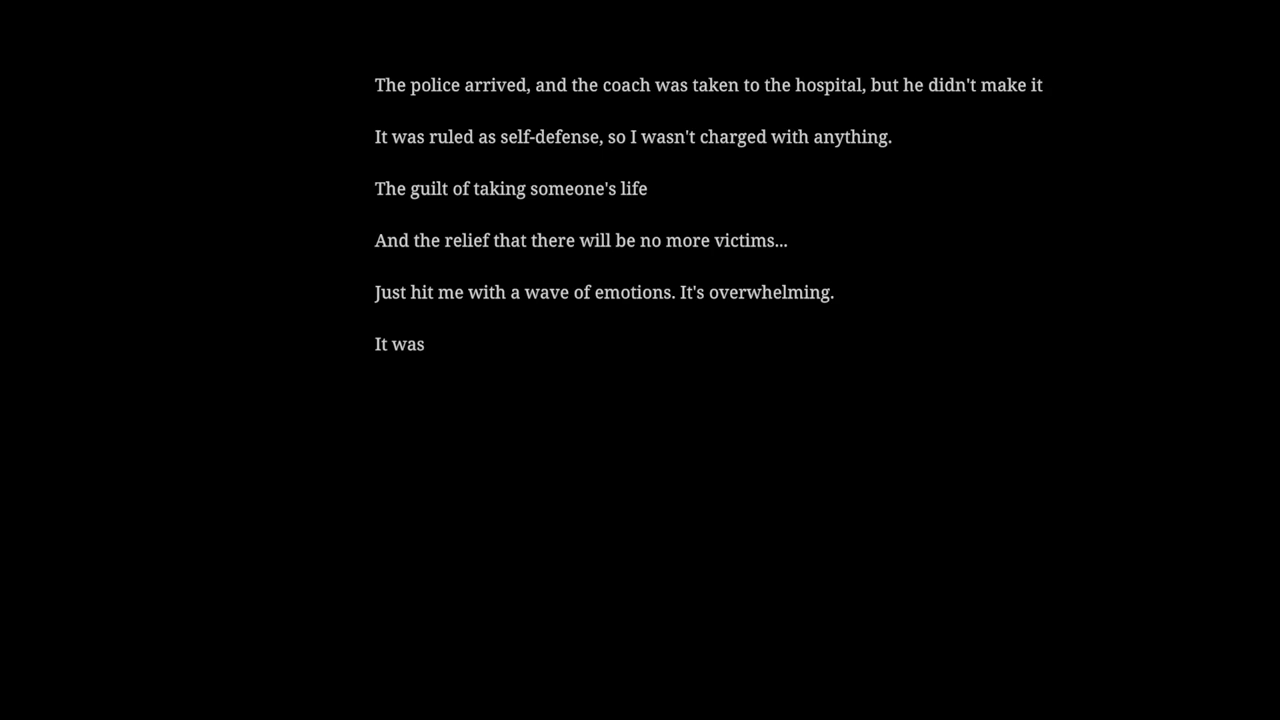 The police arrived, and the coach was taken to the hospital, but he didn't make it
It was ruled as self-defense, so I wasn't charged with anything.
The guilt of taking someone's life
And the relief that there will be no more victims...
Just hit me with a wave of emotions. It's overwhelming.
It was